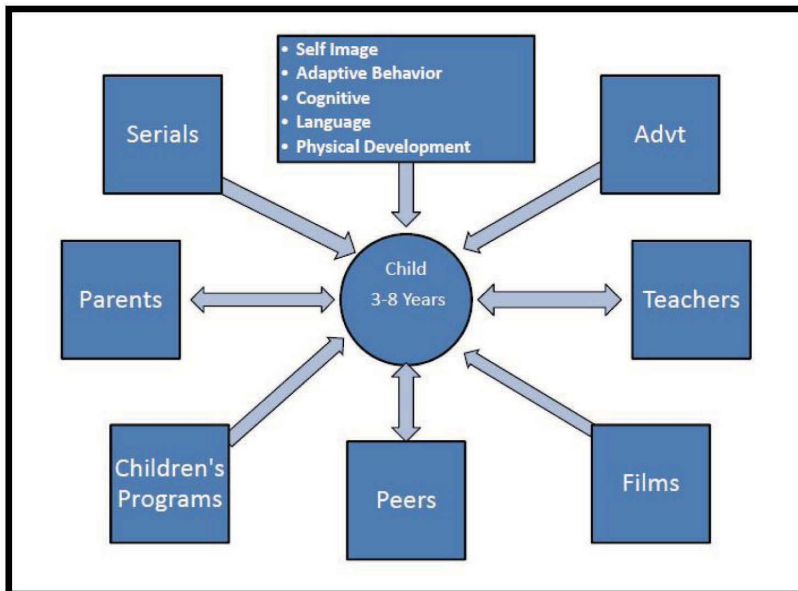 • Self Image
• Adaptive Behavior
• Cognitive
• Language
• Physical Development
Serials
Advt
Child
3-8 Years
Parents
Teachers
Children's
Programs
Peers
Films